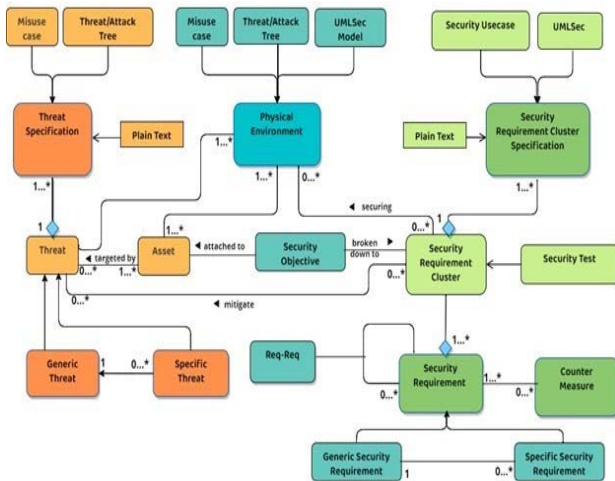 Misuse
case
Threat/Attack
Tree
Misuse
case
Threat/Attack
Tree
UMLSec
Model
Security Usecase
UMLSec
Threat
Specification
Plain Text
Physical
Environment
Plain Text
Security
Requirement Cluster
Specification
1...*
1...*
1...*
0...*
1...*
1
1...*
◄ securing
0...*
1
Threat
◄ targeted by
0...*
1...*
Asset
◄ attached to
Security
Objective
broken ►
down to
0...*
Security
Requirement
Cluster
Security Test
0...*
◄ mitigate
1...*
Generic
Threat
1
0...*
Specific
Threat
Req-Req
0...*
Security
Requirement
1...*
0...*
Counter
Measure
Generic Security
Requirement
1
0...*
Specific Security
Requirement